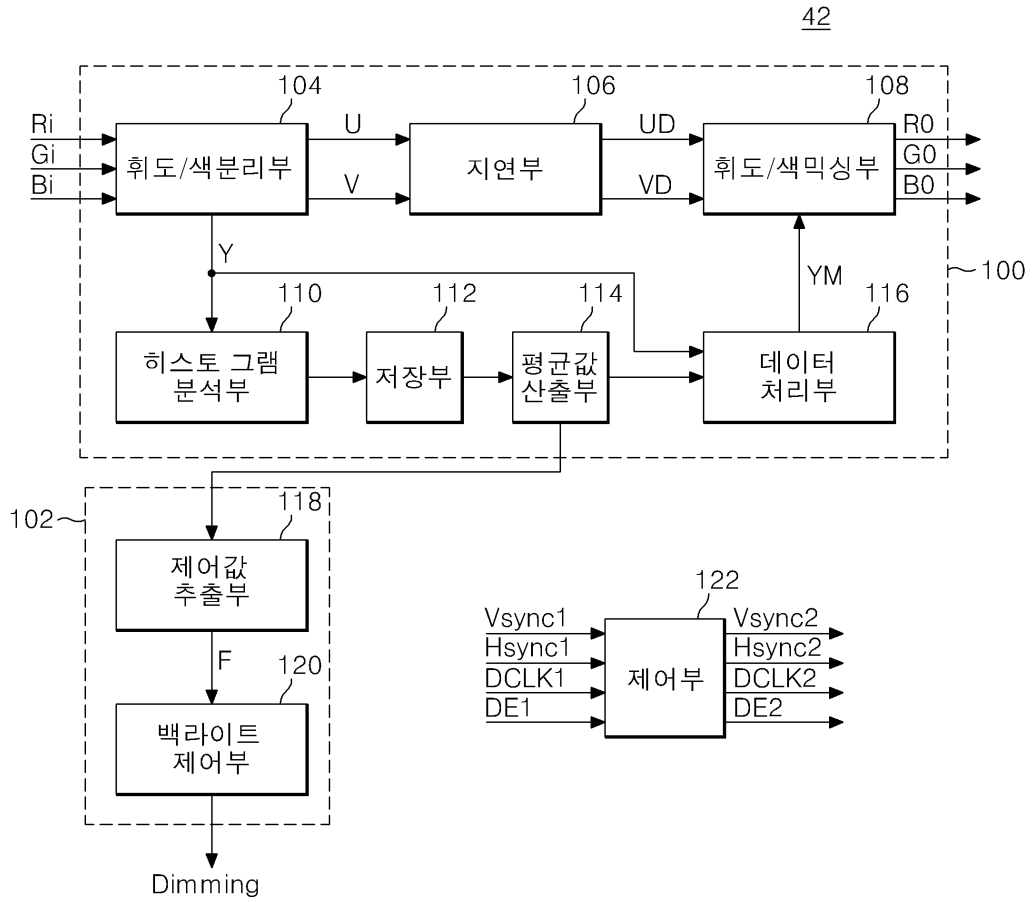 42
104
106
108
Ri
Gi
Bi
휘도/색분리부
U
V
지연부
UD
VD
휘도/색믹싱부
R0
G0
B0
Y
YM
100
110
112
114
116
히스토 그램
분석부
저장부
평균값
산출부
데이터
처리부
102
118
제어값
추출부
F
120
백라이트
제어부
Dimming
122
Vsync1
Hsync1
DCLK1
DE1
제어부
Vsync2
Hsync2
DCLK2
DE2